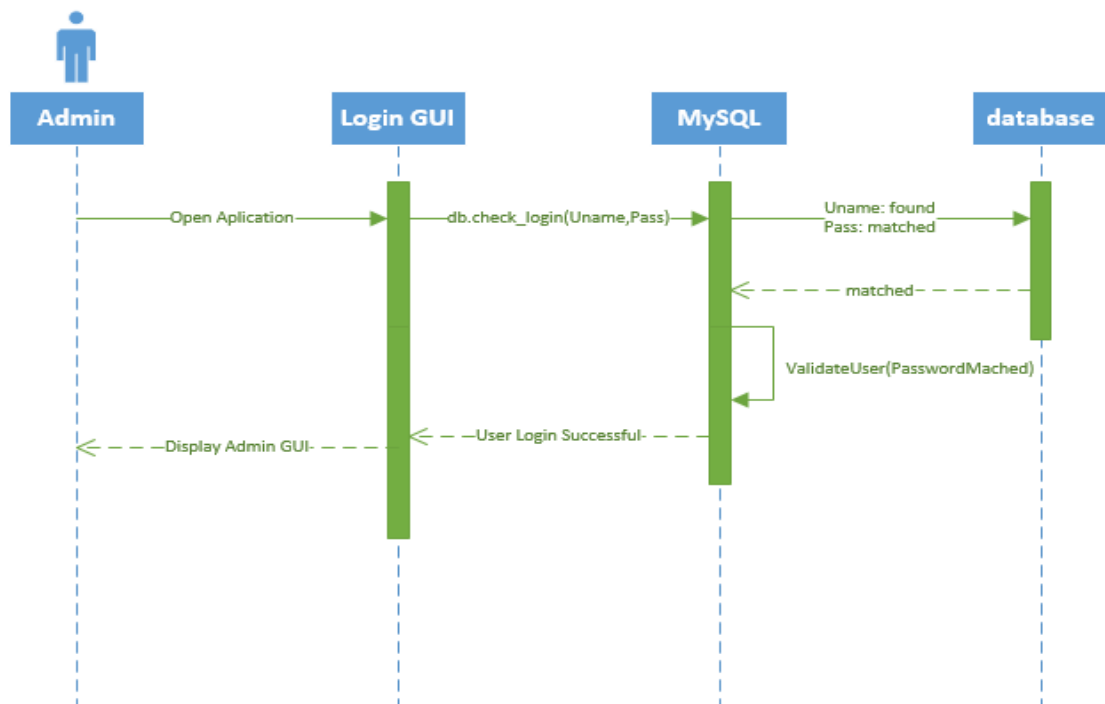 Admin
Login GUI
MySQL
database
Open Aplication
db.check_login(Uname,Pass)
Uname: found
Pass: matched
matched
ValidateUser(PasswordMached)
User Login Successful
Display Admin GUI